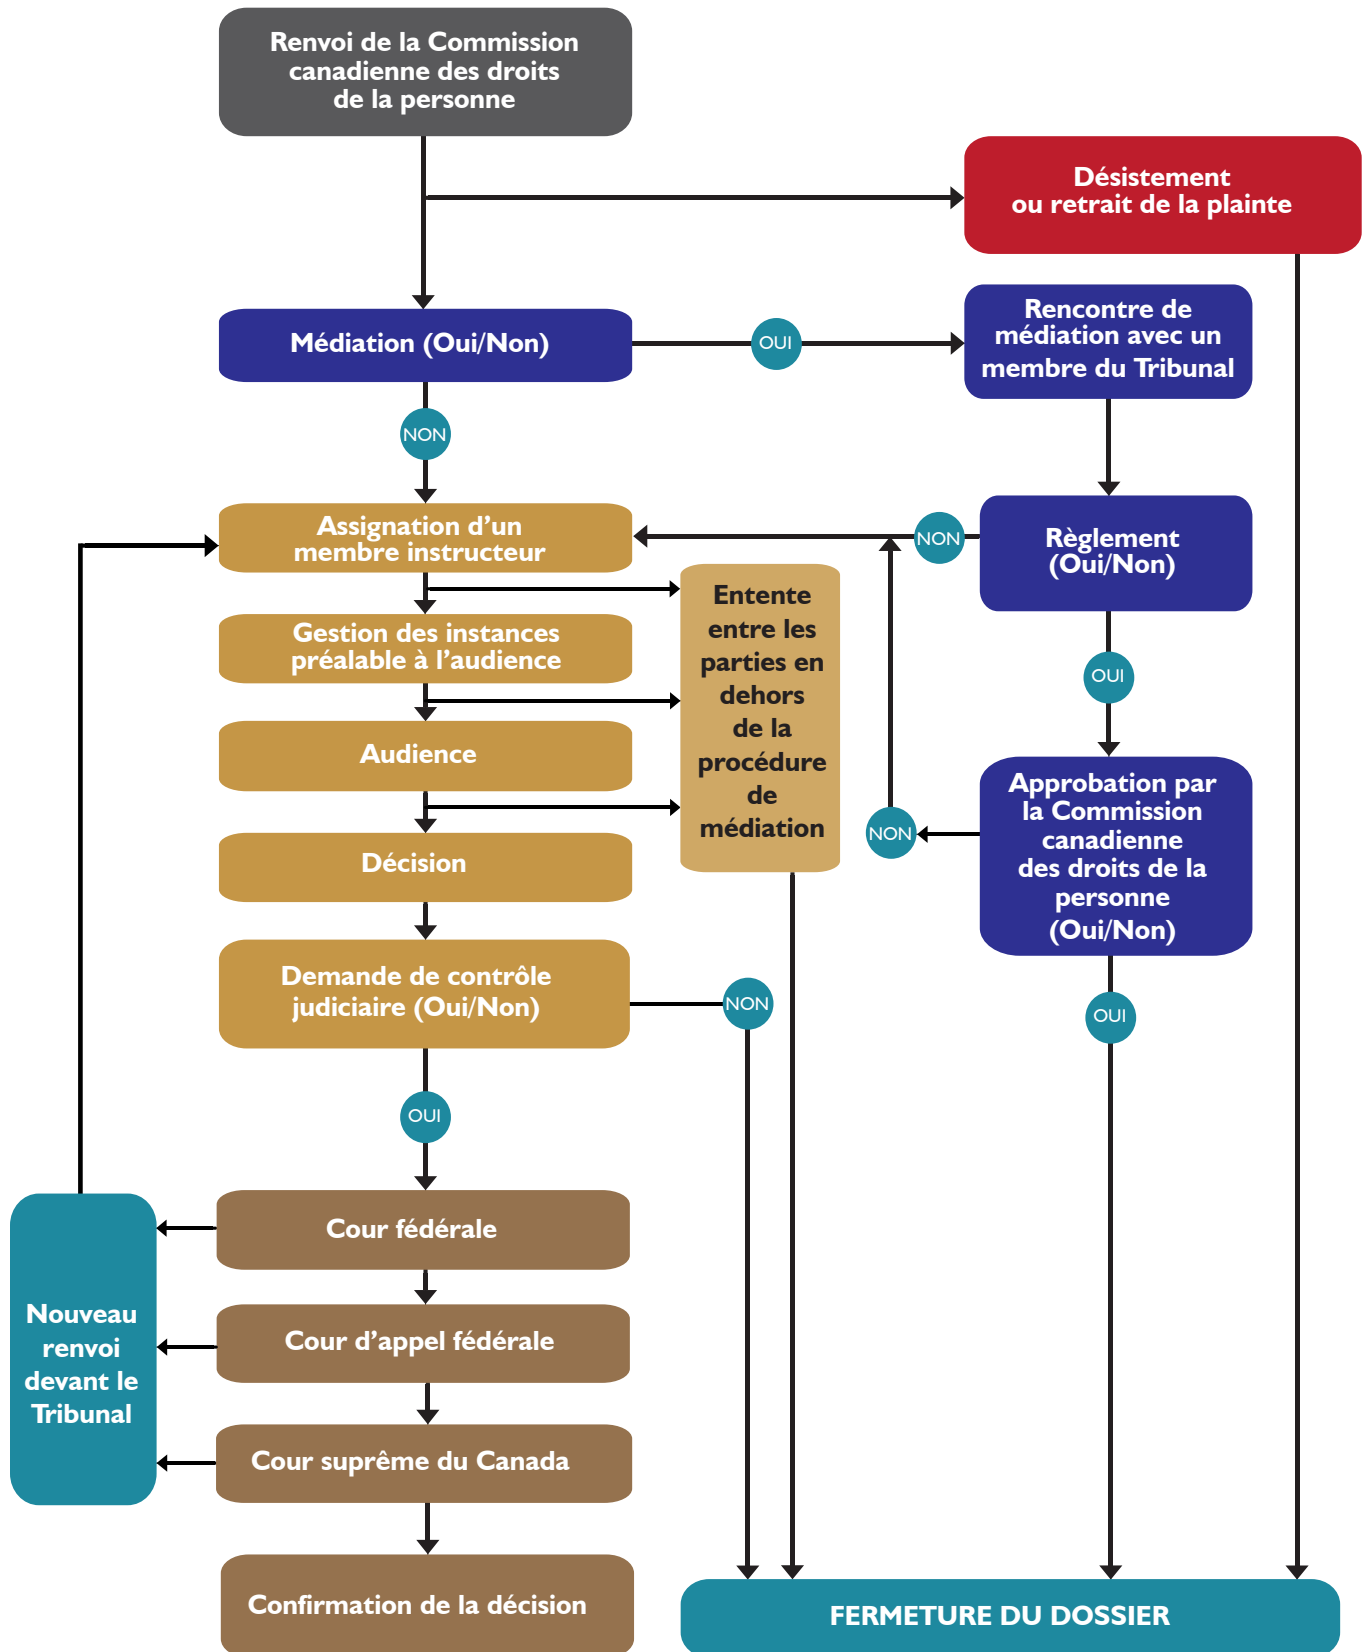 Renvoi de la Commission
canadienne des droits
de la personne
Désistement
ou retrait de la plainte
Médiation (Oui/Non)
OUI
Rencontre de
médiation avec un
membre du Tribunal
NON
Assignation d’un
membre instructeur
NON
Règlement
(Oui/Non)
Entente
entre les
parties en
dehors
de la
procédure
de
médiation
Gestion des instances
préalable à l’audience
OUI
Audience
Approbation par
la Commission
canadienne
des droits de la
personne
(Oui/Non)
NON
Décision
Demande de contrôle
judiciaire (Oui/Non)
NON
OUI
OUI
Cour fédérale
Nouveau
renvoi
devant le
Tribunal
Cour d’appel fédérale
Cour suprême du Canada
Confirmation de la décision
FERMETURE DU DOSSIER